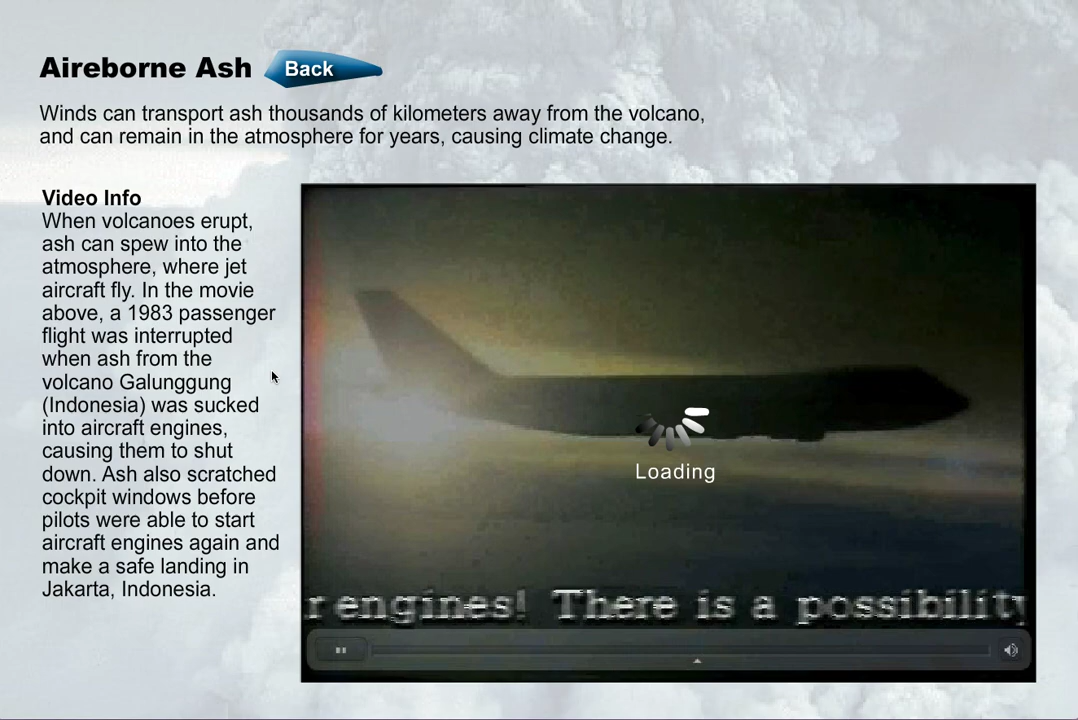 Aireborne Ash
Back
Winds can transport ash thousands of kilometers away from the volcano,
and can remain in the atmosphere for years, causing climate change.
Video Info
When volcanoes erupt,
ash can spew into the
atmosphere, where jet
aircraft fly. In the movie
above, a 1983 passenger
flight was interrupted
when ash from the
volcano Galunggung
(Indonesia) was sucked
into aircraft engines,
causing them to shut
down. Ash also scratched
cockpit windows before
pilots were able to start
aircraft engines again and
make a safe landing in
Jakarta, Indonesia.
Loading
r engines! There is a possibility